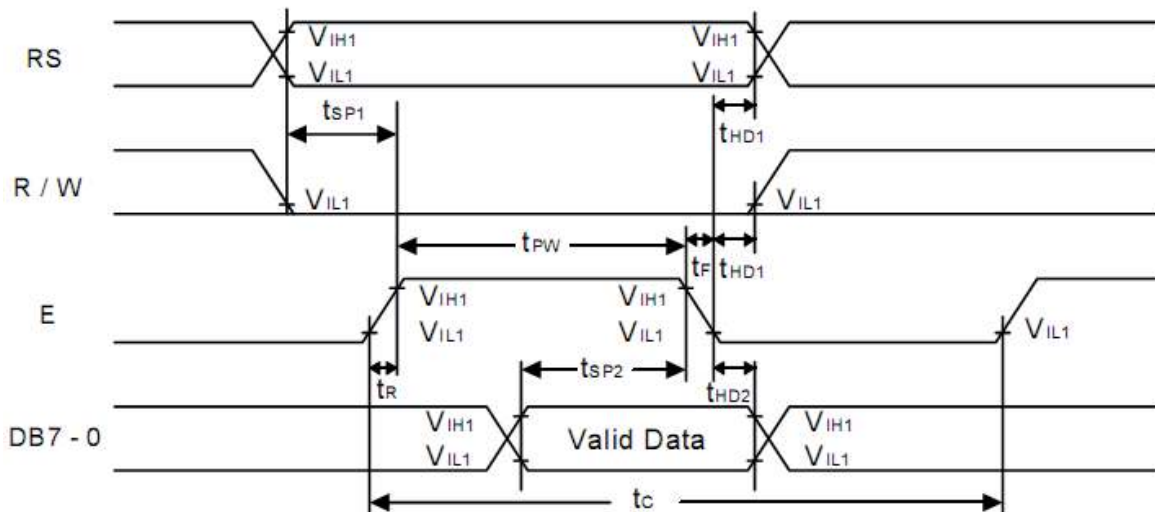 RS VIH1 VIH1
VIL1 VIL1
tSP1 tHD1
R / W VIL1 VIL1
tPW tF tHD1
E VIH1 VIH1
VIL1 VIL1 VIL1
tR tSP2 tHD2
DB7 - 0 VIH1 Valid Data VIH1
VIL1 VIL1
tC